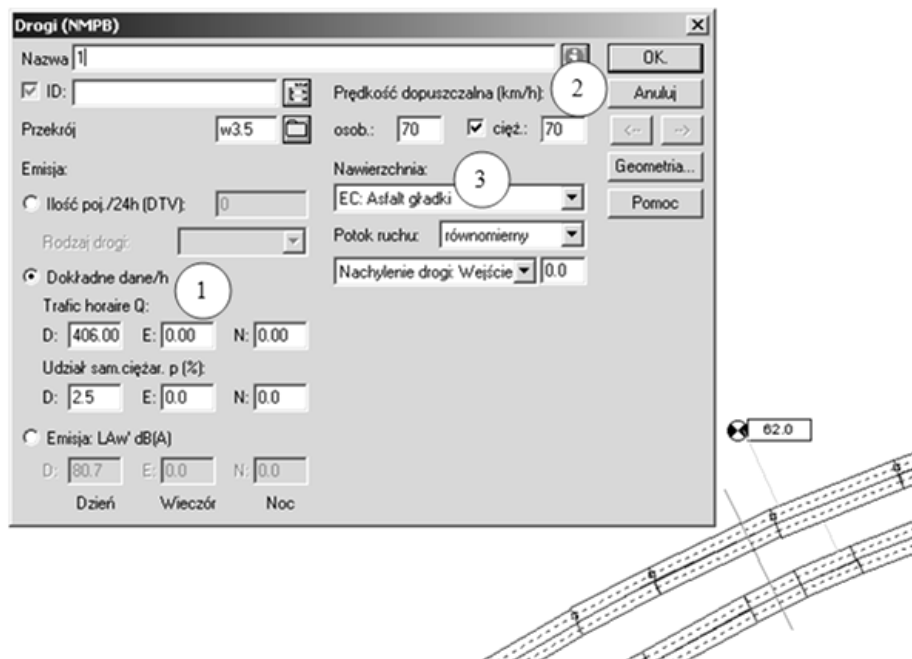 Drogi (NMPB)
Nazwa 1
OK.
ID:
Prędkość dopuszczalna (km/h):
2
Anuluj
Przekrój w3.5
osob.: 70 cięż.: 70
<-- -->
Emisja:
Nawierzchnia:
3
Geometria...
Ilość poj./24h (DTV): 0
EC: Asfalt gładki
Pomoc
Rodzaj drogi:
Potok ruchu: równomierny
Dokładne dane/h
1
Nachylenie drogi: Wejście 0.0
Trafic horaire Q:
D: 406.00 E: 0.00 N: 0.00
Udział sam.ciężar. p (%):
D: 2.5 E: 0.0 N: 0.0
Emisja: LAw' dB(A)
D: 80.7 E: 0.0 N: 0.0
Dzień Wieczór Noc
62.0